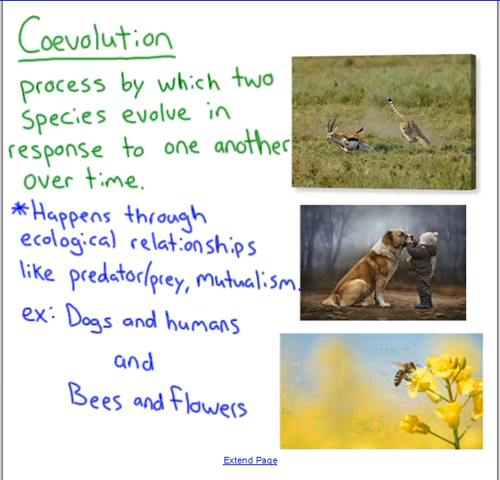 Coevolution
process by which two
species evolve in
response to one another
over time.
*Happens through
ecological relationships
like predator/prey, mutualism.
ex: Dogs and humans
and
Bees and flowers
Extend Page